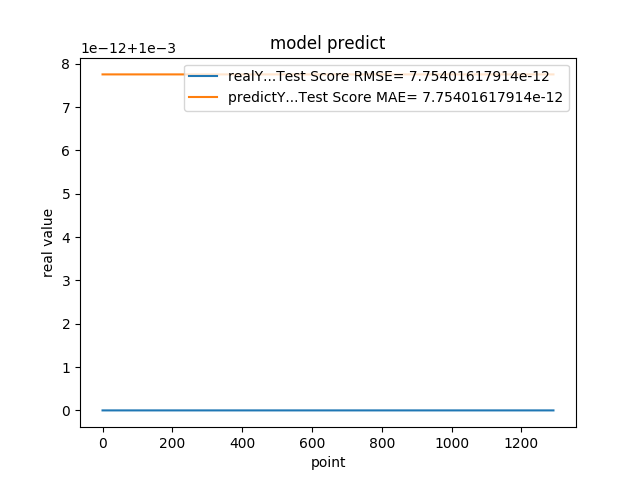 model predict
1e−12+1e−3
realY...Test Score RMSE= 7.75401617914e-12
predictY...Test Score MAE= 7.75401617914e-12
8
7
6
5
4
3
2
1
0
real value
0 200 400 600 800 1000 1200
point